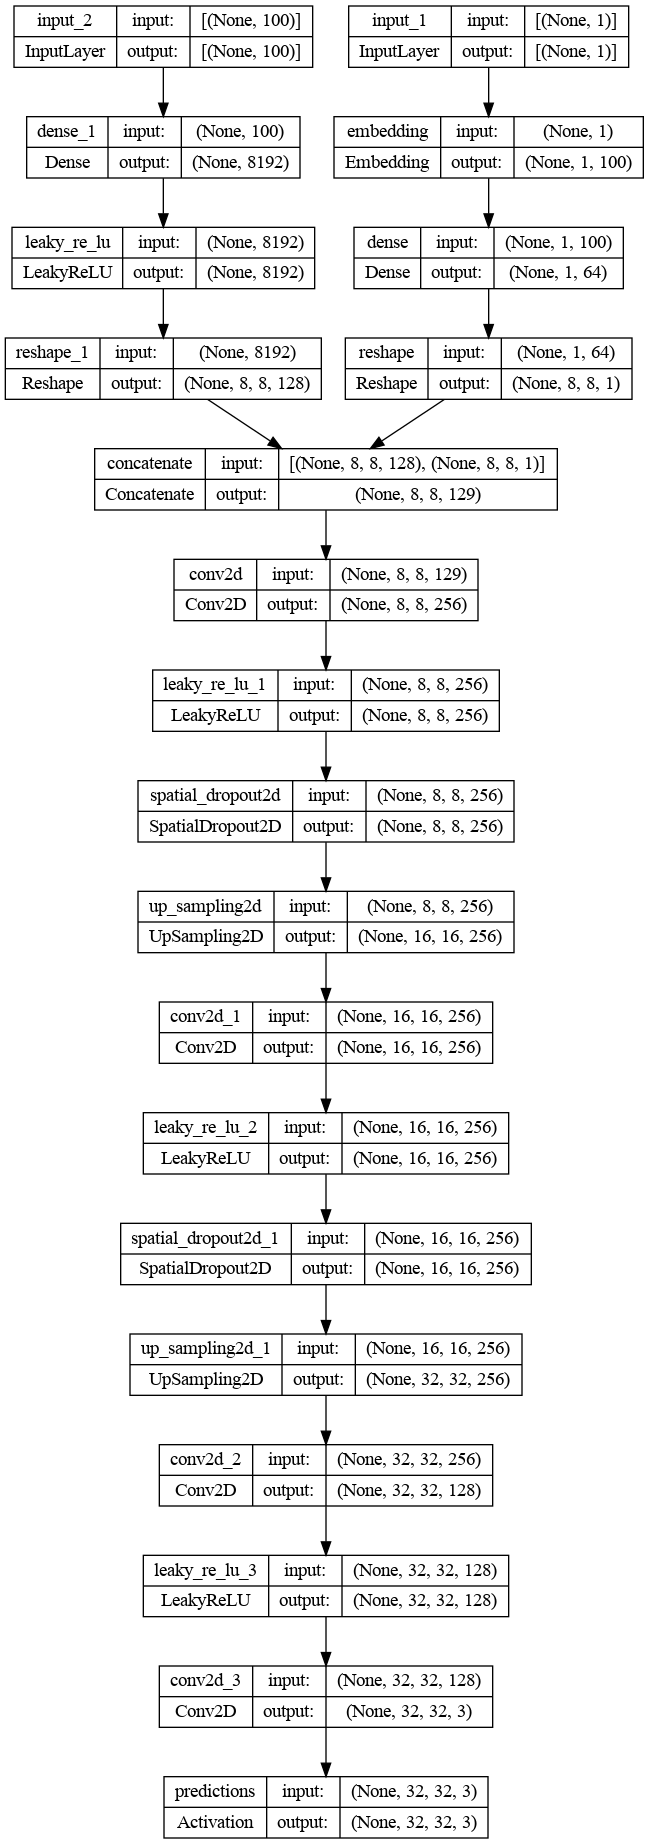 input_2 input: [(None, 100)]
InputLayer output: [(None, 100)]
input_1 input: [(None, 1)]
InputLayer output: [(None, 1)]
dense_1 input: (None, 100)
Dense output: (None, 8192)
embedding input: (None, 1)
Embedding output: (None, 1, 100)
leaky_re_lu input: (None, 8192)
LeakyReLU output: (None, 8192)
dense input: (None, 1, 100)
Dense output: (None, 1, 64)
reshape_1 input: (None, 8192)
Reshape output: (None, 8, 8, 128)
reshape input: (None, 1, 64)
Reshape output: (None, 8, 8, 1)
concatenate input: [(None, 8, 8, 128), (None, 8, 8, 1)]
Concatenate output: (None, 8, 8, 129)
conv2d input: (None, 8, 8, 129)
Conv2D output: (None, 8, 8, 256)
leaky_re_lu_1 input: (None, 8, 8, 256)
LeakyReLU output: (None, 8, 8, 256)
spatial_dropout2d input: (None, 8, 8, 256)
SpatialDropout2D output: (None, 8, 8, 256)
up_sampling2d input: (None, 8, 8, 256)
UpSampling2D output: (None, 16, 16, 256)
conv2d_1 input: (None, 16, 16, 256)
Conv2D output: (None, 16, 16, 256)
leaky_re_lu_2 input: (None, 16, 16, 256)
LeakyReLU output: (None, 16, 16, 256)
spatial_dropout2d_1 input: (None, 16, 16, 256)
SpatialDropout2D output: (None, 16, 16, 256)
up_sampling2d_1 input: (None, 16, 16, 256)
UpSampling2D output: (None, 32, 32, 256)
conv2d_2 input: (None, 32, 32, 256)
Conv2D output: (None, 32, 32, 128)
leaky_re_lu_3 input: (None, 32, 32, 128)
LeakyReLU output: (None, 32, 32, 128)
conv2d_3 input: (None, 32, 32, 128)
Conv2D output: (None, 32, 32, 3)
predictions input: (None, 32, 32, 3)
Activation output: (None, 32, 32, 3)